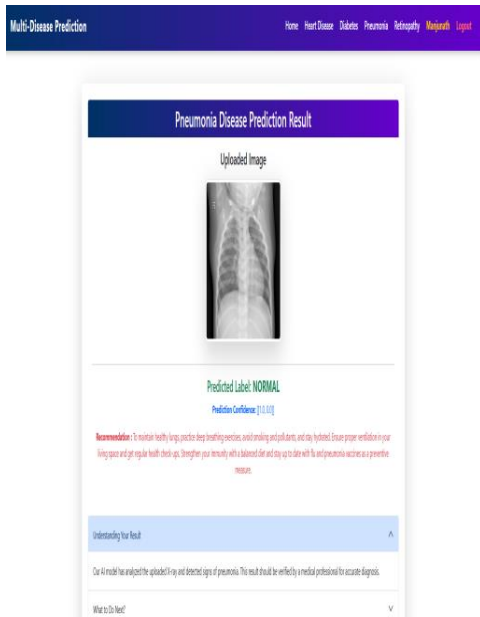 Multi-Disease Prediction
Home Heart Disease Diabetes Pneumonia Retinopathy Manjunath Logout
Pneumonia Disease Prediction Result
Uploaded Image
Predicted Label: NORMAL
Prediction Confidence: [[1.0, 0.0]]
Recommendation : To maintain healthy lungs, practice deep breathing exercises, avoid smoking and pollutants, and stay hydrated. Ensure proper ventilation in your
living space and get regular health check-ups. Strengthen your immunity with a balanced diet and stay up to date with flu and pneumonia vaccines as a preventive
measure.
Understanding Your Result
Our AI model has analyzed the uploaded X-ray and detected signs of pneumonia. This result should be verified by a medical professional for accurate diagnosis.
What to Do Next?